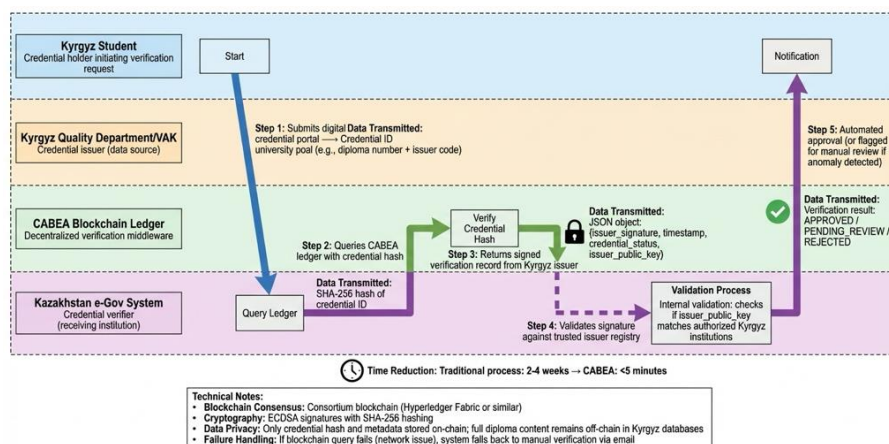 Kyrgyz Student
Credential holder initiating verification
request
Start
Notification
Kyrgyz Quality Department/VAK
Credential issuer (data source)
Step 1: Submits digital Data Transmitted:
credential portal ⟶ Credential ID
university poal (e.g., diploma number + issuer code)
Step 5: Automated
approval (or flagged
for manual review if
anomaly detected)
CABEA Blockchain Ledger
Decentralized verification middleware
Step 2: Queries CABEA
ledger with credential hash
Verify
Credential
Hash
Step 3: Returns signed
verification record from Kyrgyz issuer
Data Transmitted:
JSON object:
{issuer_signature, timestamp,
credential_status,
issuer_public_key}
Data Transmitted:
Verification result:
APPROVED /
PENDING_REVIEW /
REJECTED
Kazakhstan e-Gov System
Credential verifier
(receiving institution)
Query Ledger
Data Transmitted:
SHA-256 hash of
credential ID
Step 4: Validates signature
against trusted issuer registry
Validation Process
Internal validation: checks
if issuer_public_key
matches authorized Kyrgyz
institutions
Time Reduction: Traditional process: 2-4 weeks → CABEA: <5 minutes
Technical Notes:
• Blockchain Consensus: Consortium blockchain (Hyperledger Fabric or similar)
• Cryptography: ECDSA signatures with SHA-256 hashing
• Data Privacy: Only credential hash and metadata stored on-chain; full diploma content remains off-chain in Kyrgyz databases
• Failure Handling: If blockchain query fails (network issue), system falls back to manual verification via email